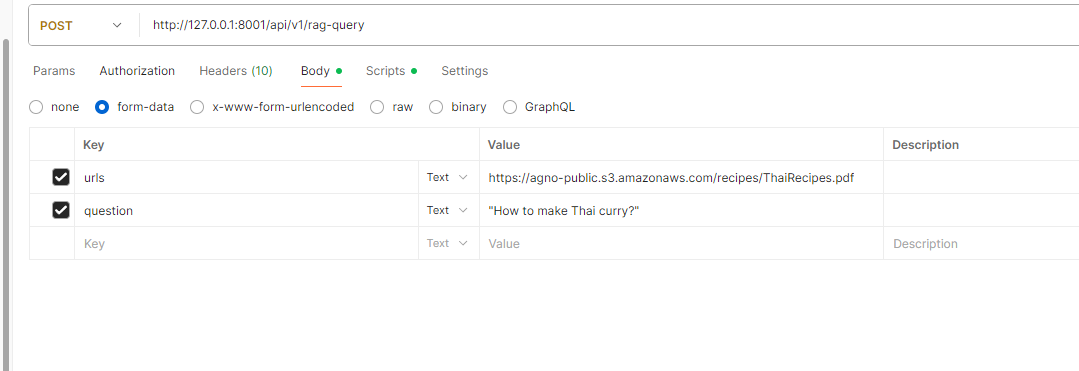 POST http://127.0.0.1:8001/api/v1/rag-query
Params Authorization Headers (10) Body Scripts Settings
none form-data x-www-form-urlencoded raw binary GraphQL
Key Value Description
urls Text https://agno-public.s3.amazonaws.com/recipes/ThaiRecipes.pdf
question Text "How to make Thai curry?"
Key Text Value Description